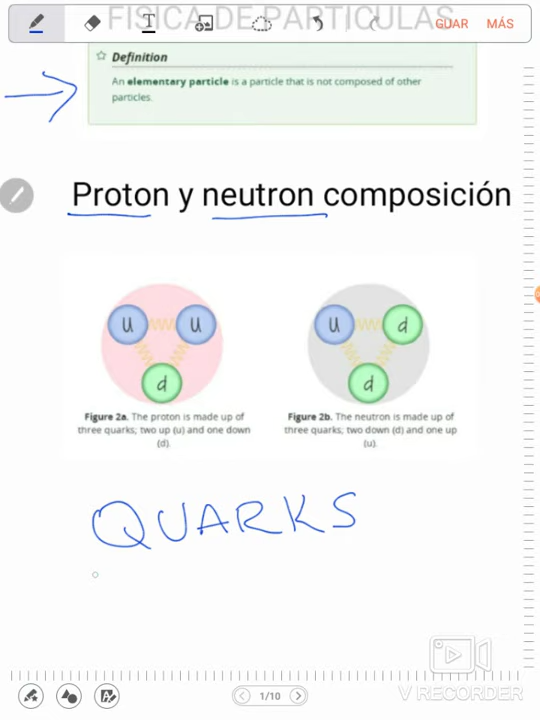 FISICA DE PARTICULAS
T
GUAR
MÁS
Definition
An elementary particle is a particle that is not composed of other
particles.
Proton y neutron composición
u u
d
u d
d
Figure 2a. The proton is made up of
three quarks; two up (u) and one down
(d).
Figure 2b. The neutron is made up of
three quarks; two down (d) and one up
(u).
QUARKS
1/10
V RECORDER